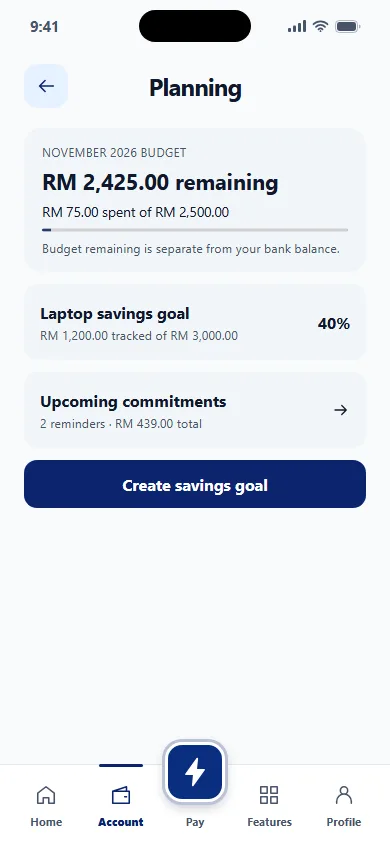 9:41
Planning
NOVEMBER 2026 BUDGET
RM 2,425.00 remaining
RM 75.00 spent of RM 2,500.00
Budget remaining is separate from your bank balance.
Laptop savings goal
RM 1,200.00 tracked of RM 3,000.00
40%
Upcoming commitments
2 reminders · RM 439.00 total
Create savings goal
Home
Account
Pay
Features
Profile